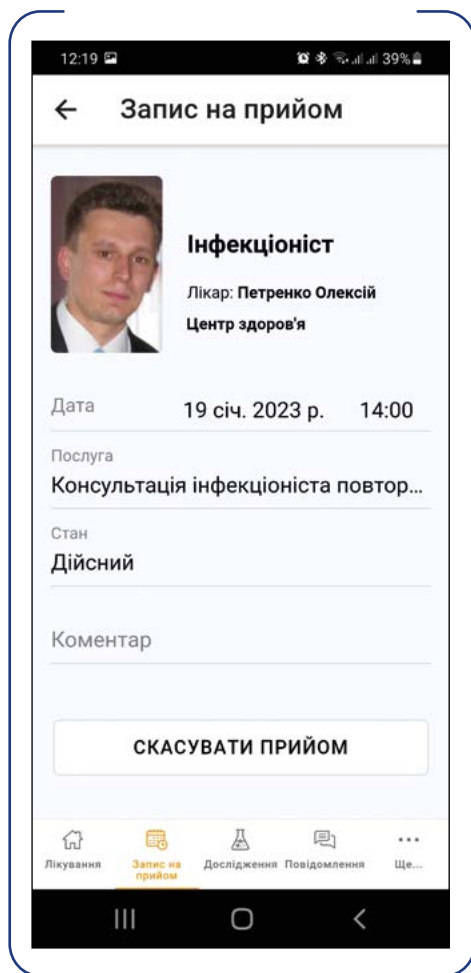 12:19 39%
Запис на прийом
Інфекціоніст
Лікар: Петренко Олексій
Центр здоров'я
Дата 19 січ. 2023 р. 14:00
Послуга
Консультація інфекціоніста повтор...
Стан
Дійсний
Коментар
СКАСУВАТИ ПРИЙОМ
Лікування Запис на прийом Дослідження Повідомлення Ще...